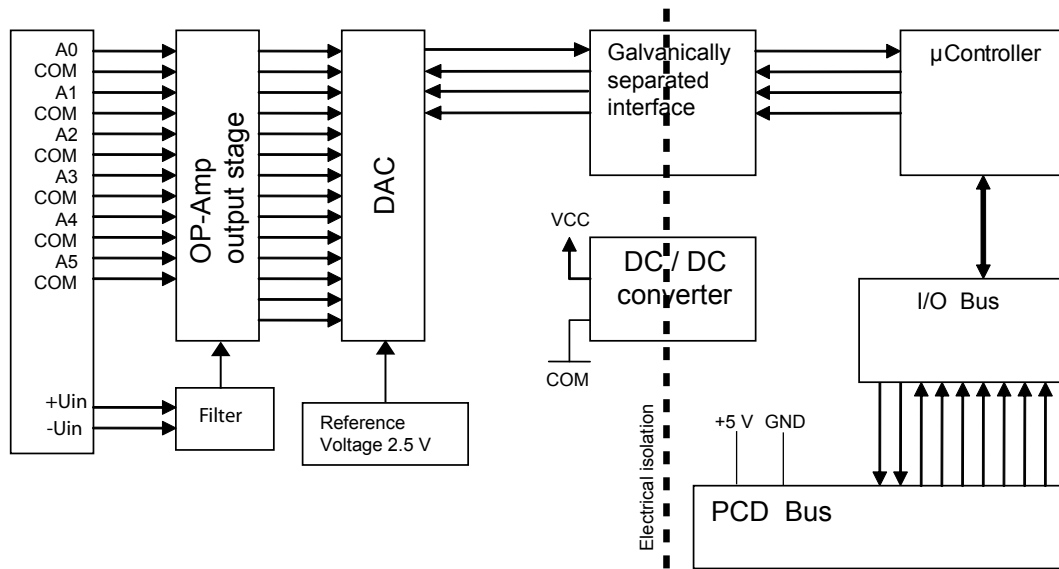 A0
COM
A1
COM
A2
COM
A3
COM
A4
COM
A5
COM
+Uin
-Uin
OP-Amp
output stage
Filter
DAC
Reference
Voltage 2.5 V
Galvanically
separated
interface
VCC
DC / DC
converter
COM
Electrical isolation
µController
I/O Bus
+5 V
GND
PCD Bus